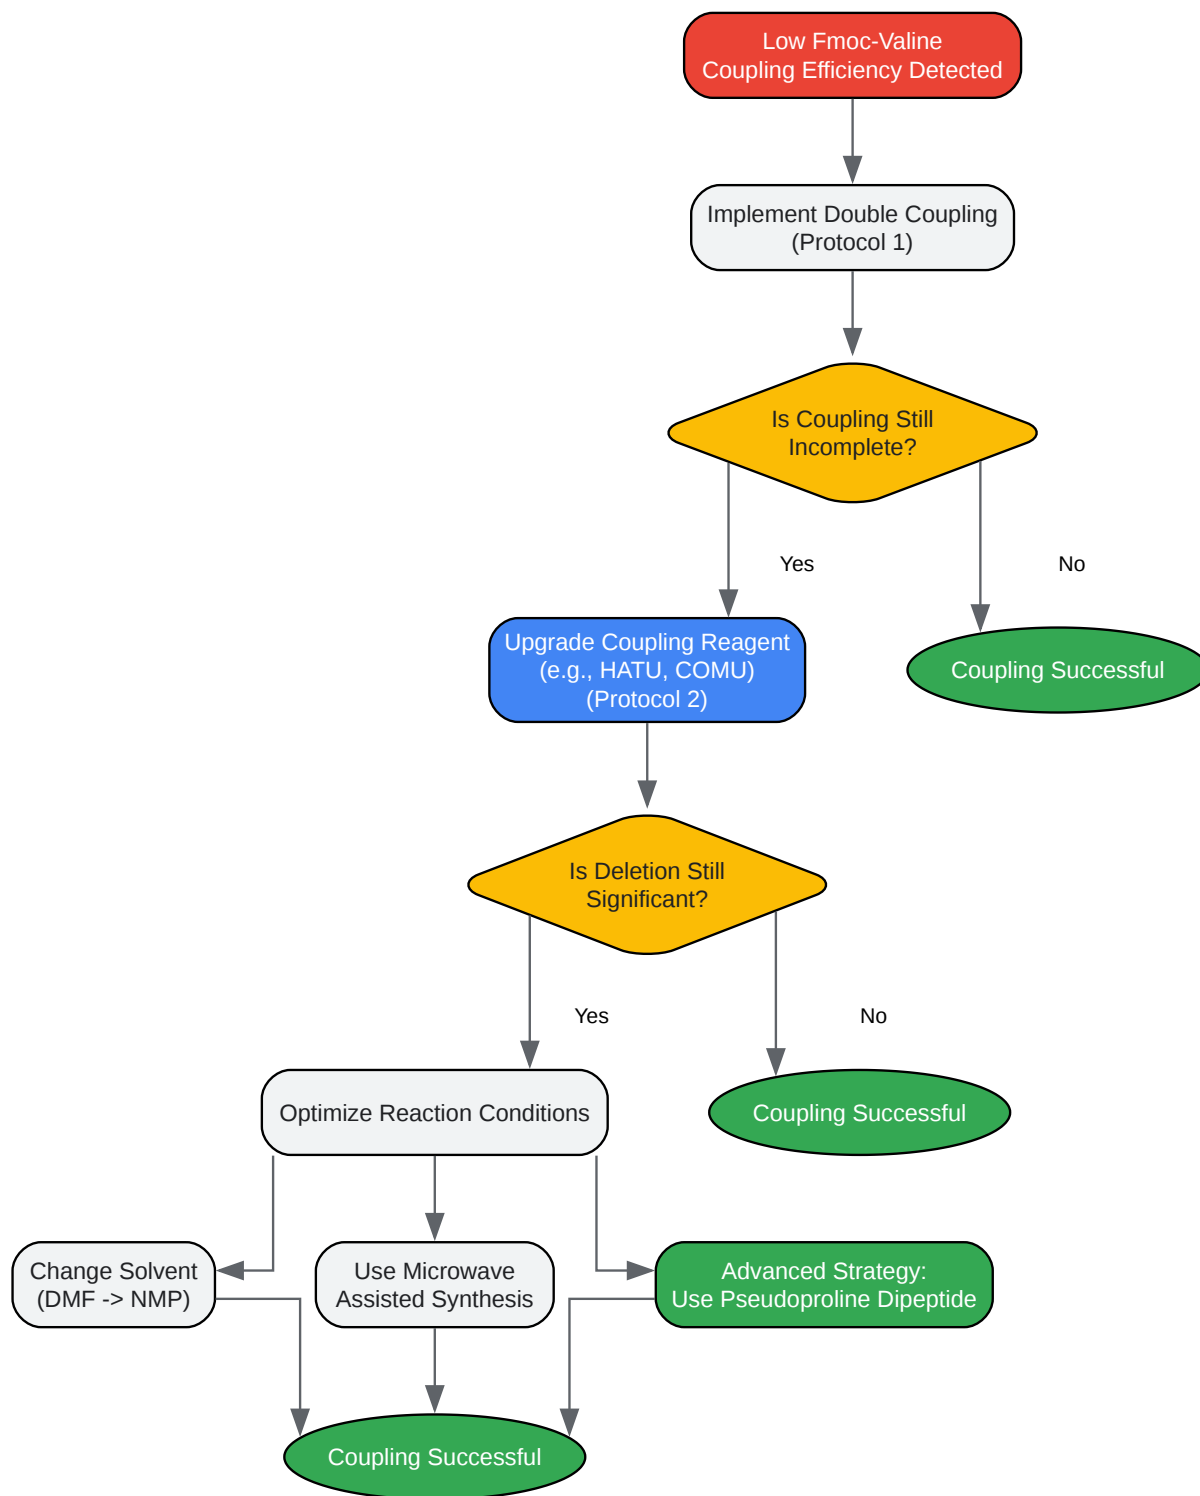 Low Fmoc-Valine
Coupling Efficiency Detected
Implement Double Coupling
(Protocol 1)
Is Coupling Still
Incomplete?
Yes
No
Upgrade Coupling Reagent
(e.g., HATU, COMU)
(Protocol 2)
Coupling Successful
Is Deletion Still
Significant?
Yes
No
Optimize Reaction Conditions
Coupling Successful
Change Solvent
(DMF -> NMP)
Use Microwave
Assisted Synthesis
Advanced Strategy:
Use Pseudoproline Dipeptide
Coupling Successful